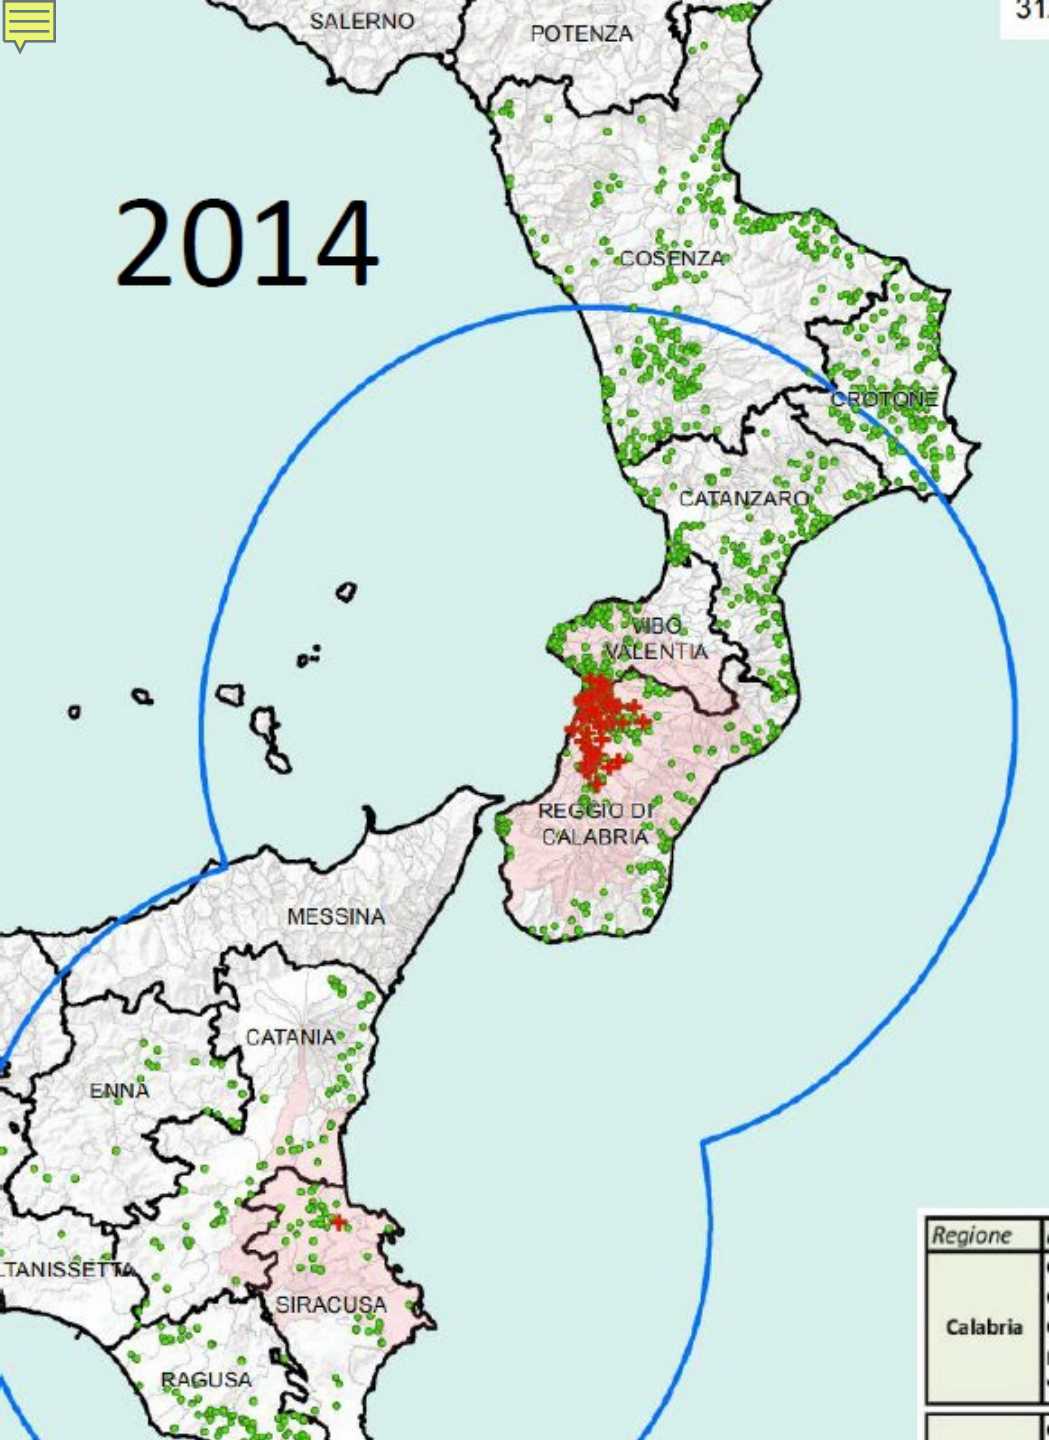 SALERNO
POTENZA
31
2014
COSENZA
CROTONE
CATANZARO
VIBO
VALENTIA
REGGIO DI
CALABRIA
MESSINA
CATANIA
ENNA
LTANISSETTA
SIRACUSA
RAGUSA
Regione
Calabria